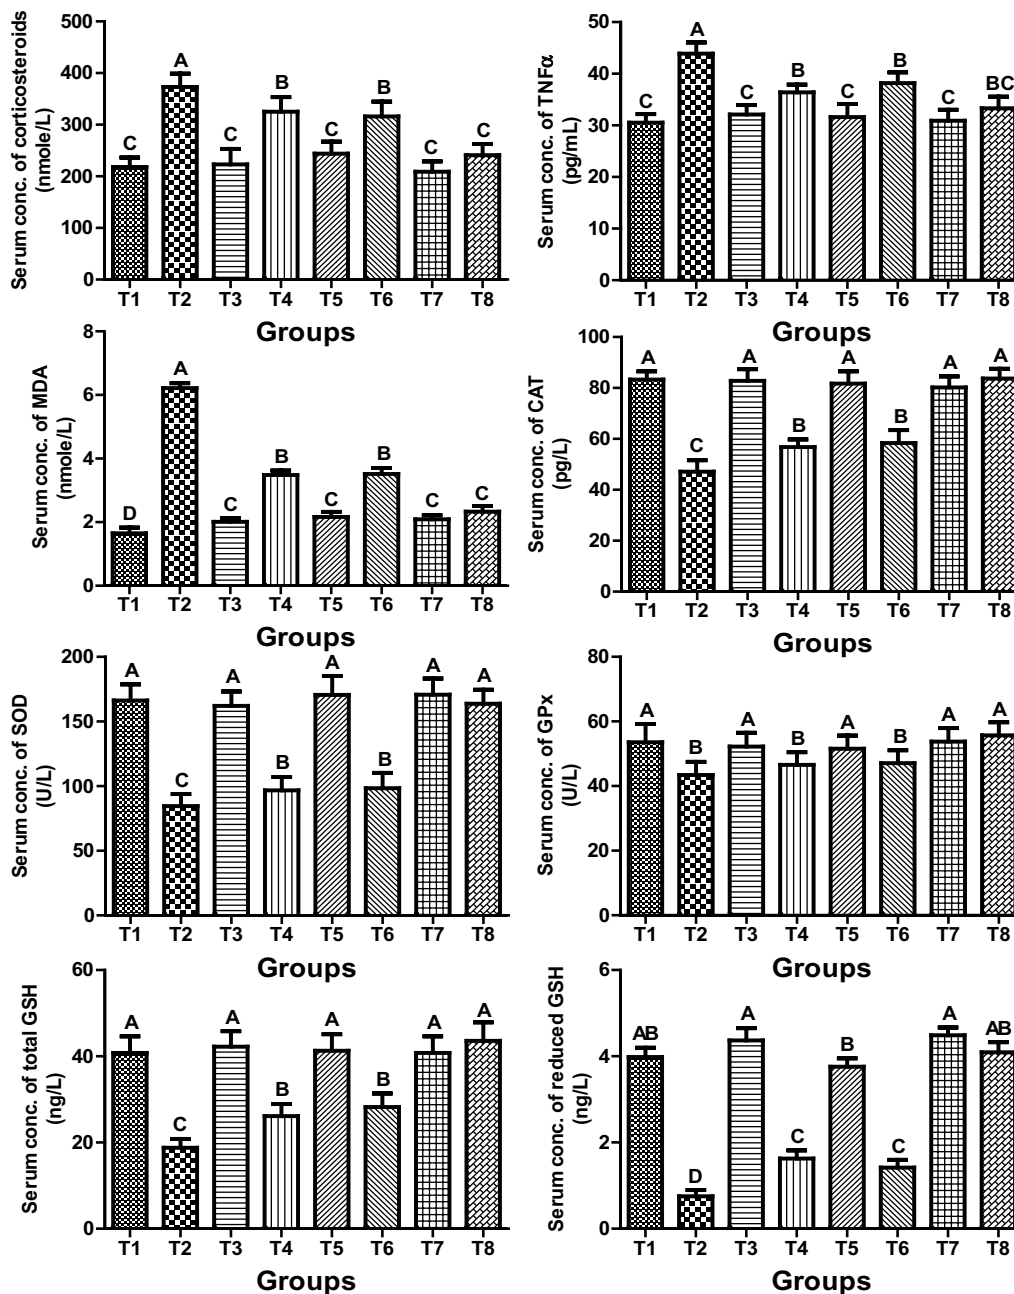 Serum conc. of corticosteroids
(nmole/L)
500
400
300
200
100
0
C
A
C
B
C
B
C
C
T1 T2 T3 T4 T5 T6 T7 T8
Groups
Serum conc. of TNFα
(pg/mL)
50
40
30
20
10
0
C
A
C
B
C
B
C
BC
T1 T2 T3 T4 T5 T6 T7 T8
Groups
Serum conc. of MDA
(nmole/L)
8
6
4
2
0
D
A
C
B
C
B
C
C
T1 T2 T3 T4 T5 T6 T7 T8
Groups
Serum conc. of CAT
(pg/L)
100
80
60
40
20
0
A
C
A
B
A
B
A
A
T1 T2 T3 T4 T5 T6 T7 T8
Groups
Serum conc. of SOD
(U/L)
200
150
100
50
0
A
C
A
B
A
B
A
A
T1 T2 T3 T4 T5 T6 T7 T8
Groups
Serum conc. of GPx
(U/L)
80
60
40
20
0
A
B
A
B
A
B
A
A
T1 T2 T3 T4 T5 T6 T7 T8
Groups
Serum conc. of total GSH
(ng/L)
60
40
20
0
A
C
A
B
A
B
A
A
T1 T2 T3 T4 T5 T6 T7 T8
Groups
Serum conc. of reduced GSH
(ng/L)
6
4
2
0
AB
D
A
C
B
C
A
AB
T1 T2 T3 T4 T5 T6 T7 T8
Groups